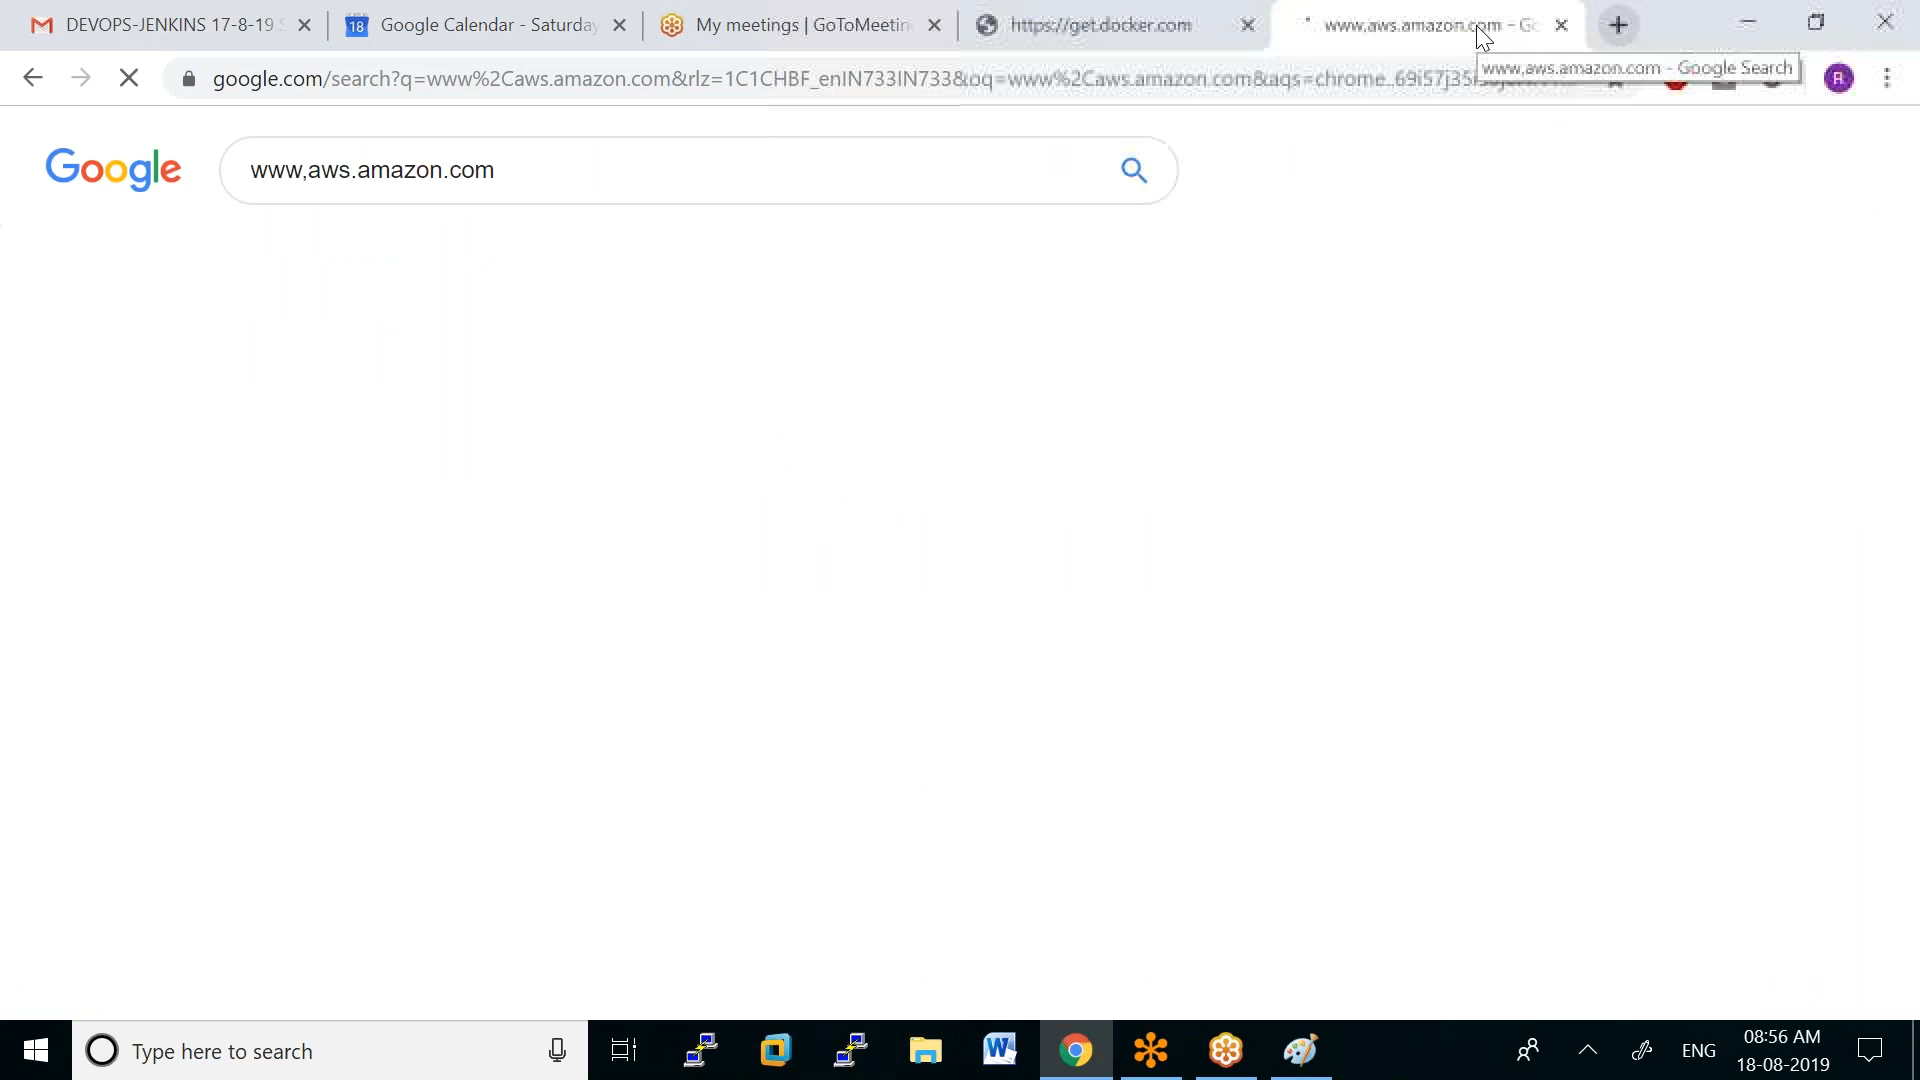 DEVOPS-JENKINS 17-8-19
18
Google Calendar - Saturday
My meetings | GoToMeetin
https://get.docker.com
www,aws.amazon.com - Go
google.com/search?q=www%2Caws.amazon.com&rlz=1C1CHBF_enIN733IN733&oq=www%2Caws.amazon.com&aqs=chrome..69i57j35i
www,aws.amazon.com - Google Search
R
Google
www,aws.amazon.com
Type here to search
W
ENG
08:56 AM
18-08-2019